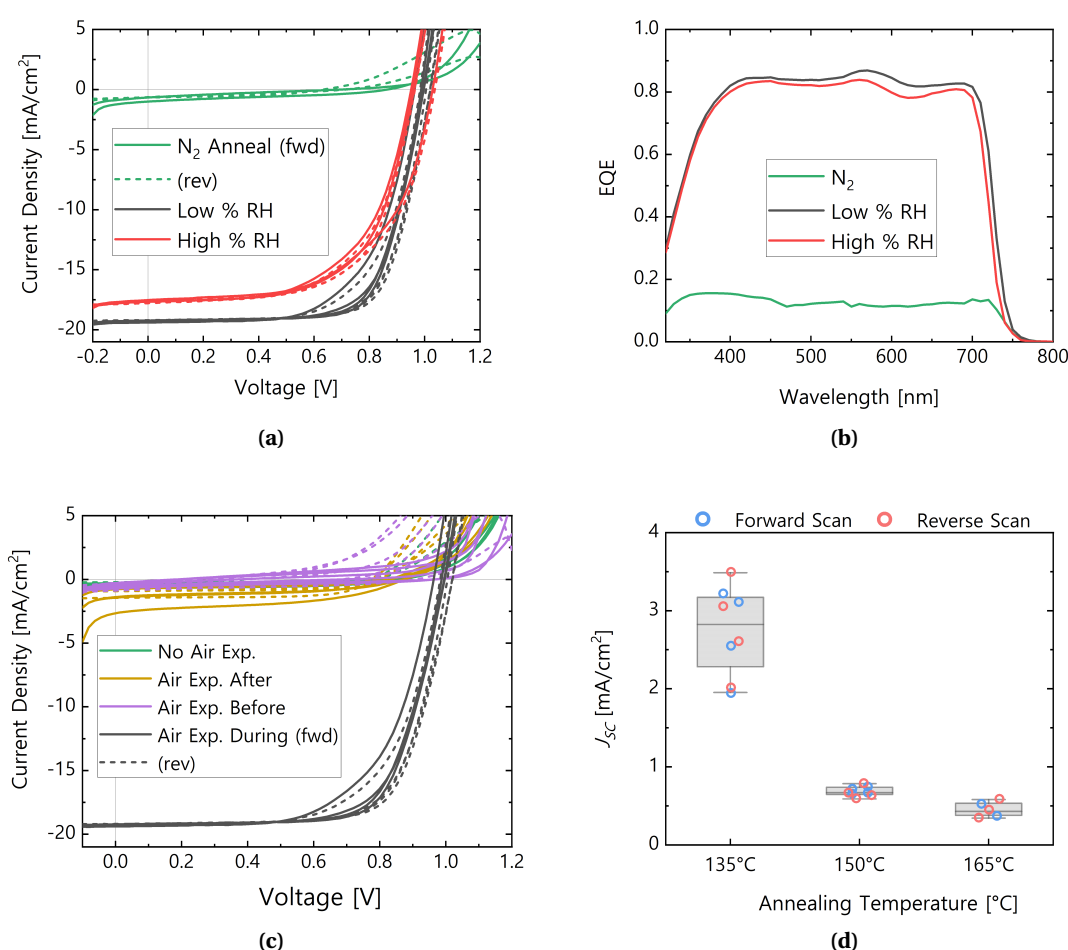 5
0
-5
-10
-15
-20
Current Density [mA/cm²]
N₂ Anneal (fwd)
(rev)
Low % RH
High % RH
-0.2 0.0 0.2 0.4 0.6 0.8 1.0 1.2
Voltage [V]
(a)
1.0
0.8
0.6
0.4
0.2
0.0
EQE
N₂
Low % RH
High % RH
400 500 600 700 800
Wavelength [nm]
(b)
5
0
-5
-10
-15
-20
Current Density [mA/cm²]
No Air Exp.
Air Exp. After
Air Exp. Before
Air Exp. During (fwd)
(rev)
0.0 0.2 0.4 0.6 0.8 1.0 1.2
Voltage [V]
(c)
Forward Scan Reverse Scan
4
3
2
1
0
J_SC [mA/cm²]
135°C 150°C 165°C
Annealing Temperature [°C]
(d)